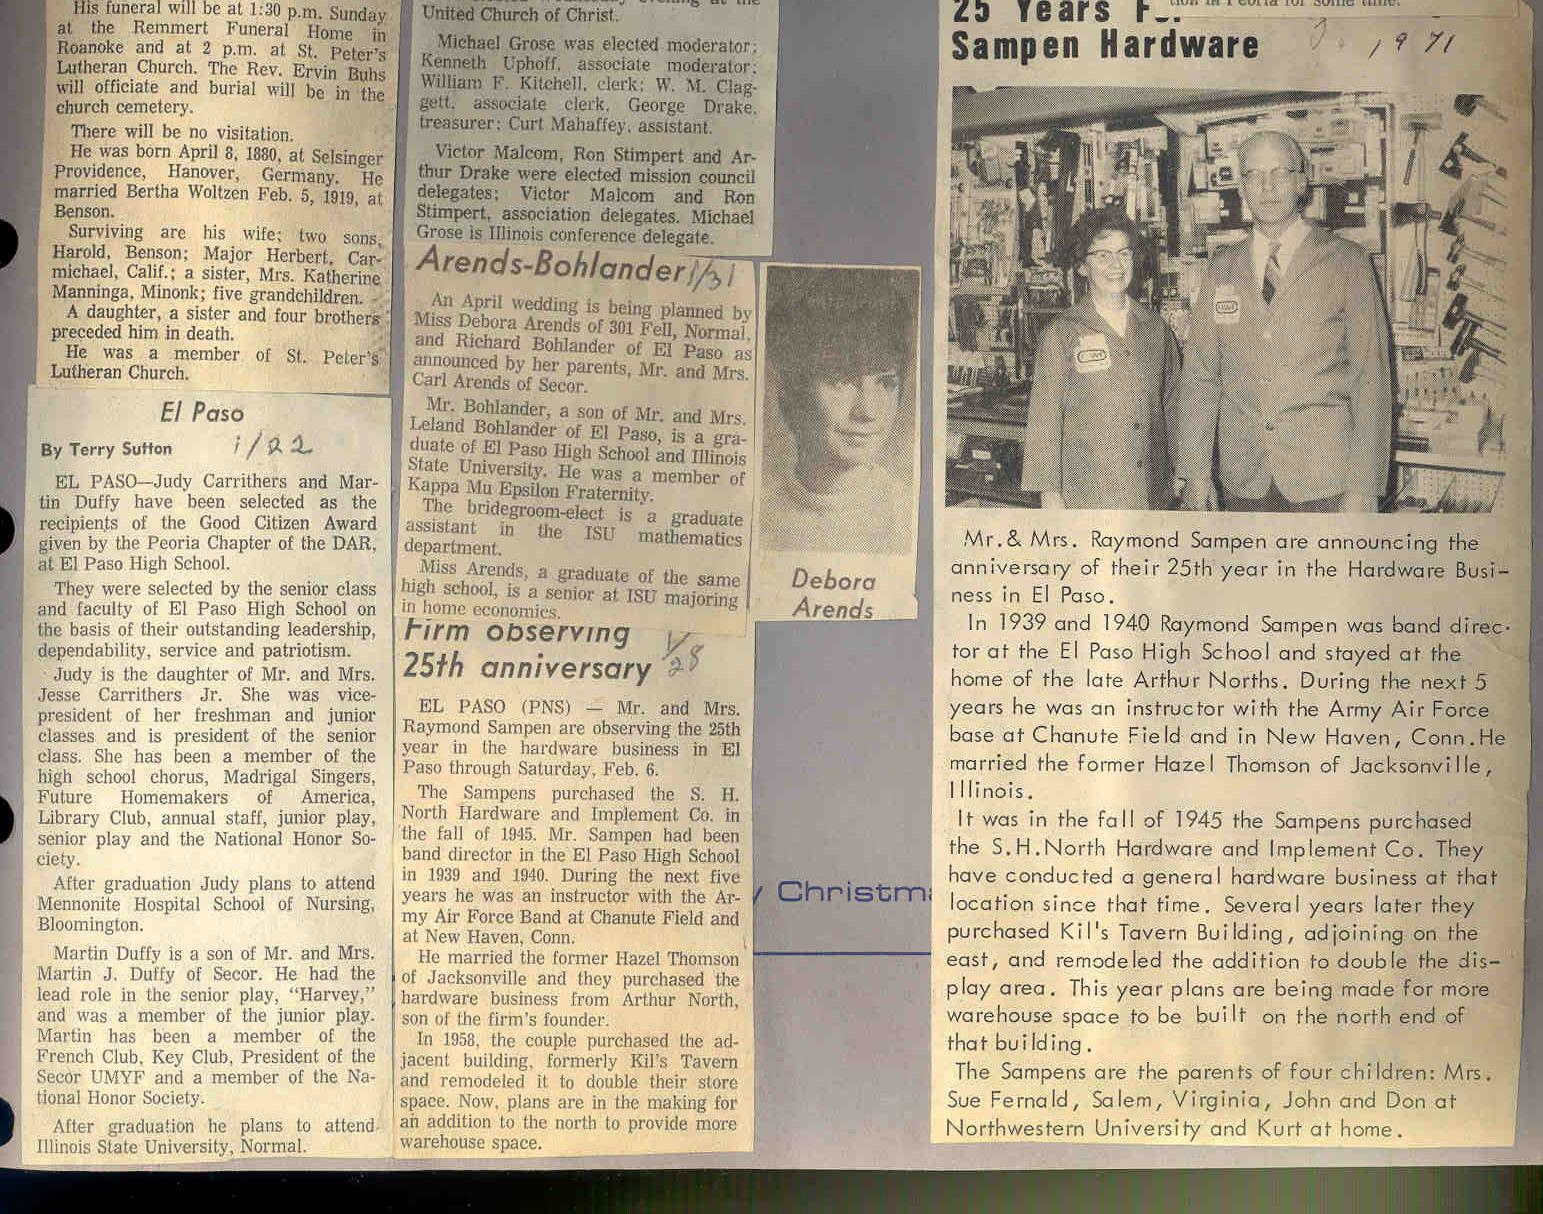 His funeral will be at 1:30 p.m. Sunday
at the Remmert Funeral Home in
Roanoke and at 2 p.m. at St. Peter's
Lutheran Church. The Rev. Ervin Buhs
will officiate and burial will be in the
church cemetery.
There will be no visitation.
He was born April 8, 1880, at Selsinger
Providence, Hanover, Germany. He
married Bertha Woltzen Feb. 5, 1919, at
Benson.
Surviving are his wife; two sons,
Harold, Benson; Major Herbert, Car-
michael, Calif.; a sister, Mrs. Katherine
Manninga, Minonk; five grandchildren.
A daughter, a sister and four brothers
preceded him in death.
He was a member of St. Peter's
Lutheran Church.
El Paso
By Terry Sutton 1/22
EL PASO—Judy Carrithers and Mar-
tin Duffy have been selected as the
recipients of the Good Citizen Award
given by the Peoria Chapter of the DAR,
at El Paso High School.
They were selected by the senior class
and faculty of El Paso High School on
the basis of their outstanding leadership,
dependability, service and patriotism.
Judy is the daughter of Mr. and Mrs.
Jesse Carrithers Jr. She was vice-
president of her freshman and junior
classes and is president of the senior
class. She has been a member of the
high school chorus, Madrigal Singers,
Future Homemakers of America,
Library Club, annual staff, junior play,
senior play and the National Honor So-
ciety.
After graduation Judy plans to attend
Mennonite Hospital School of Nursing,
Bloomington.
Martin Duffy is a son of Mr. and Mrs.
Martin J. Duffy of Secor. He had the
lead role in the senior play, "Harvey,"
and was a member of the junior play.
Martin has been a member of the
French Club, Key Club, President of the
Secor UMYF and a member of the Na-
tional Honor Society.
After graduation he plans to attend
Illinois State University, Normal.
evening at the
United Church of Christ.
Michael Grose was elected moderator;
Kenneth Uphoff, associate moderator;
William F. Kitchell, clerk; W. M. Clag-
gett, associate clerk, George Drake,
treasurer; Curt Mahaffey, assistant.
Victor Malcom, Ron Stimpert and Ar-
thur Drake were elected mission council
delegates; Victor Malcom and Ron
Stimpert, association delegates. Michael
Grose is Illinois conference delegate.
Arends-Bohlander 1/31
An April wedding is being planned by
Miss Debora Arends of 301 Fell, Normal,
and Richard Bohlander of El Paso as
announced by her parents, Mr. and Mrs.
Carl Arends of Secor.
Mr. Bohlander, a son of Mr. and Mrs.
Leland Bohlander of El Paso, is a gra-
duate of El Paso High School and Illinois
State University. He was a member of
Kappa Mu Epsilon Fraternity.
The bridegroom-elect is a graduate
assistant in the ISU mathematics
department.
Miss Arends, a graduate of the same
high school, is a senior at ISU majoring
in home economics.
Debora
Arends
Firm observing
25th anniversary 1/28
EL PASO (PNS) — Mr. and Mrs.
Raymond Sampen are observing the 25th
year in the hardware business in El
Paso through Saturday, Feb. 6.
The Sampens purchased the S. H.
North Hardware and Implement Co. in
the fall of 1945. Mr. Sampen had been
band director in the El Paso High School
in 1939 and 1940. During the next five
years he was an instructor with the Ar-
my Air Force Band at Chanute Field and
at New Haven, Conn.
He married the former Hazel Thomson
of Jacksonville and they purchased the
hardware business from Arthur North,
son of the firm's founder.
In 1958, the couple purchased the ad-
jacent building, formerly Kil's Tavern
and remodeled it to double their store
space. Now, plans are in the making for
an addition to the north to provide more
warehouse space.
Christm
tion in Peoria for some time.
25 Years F
Sampen Hardware 1971
Mr.& Mrs. Raymond Sampen are announcing the
anniversary of their 25th year in the Hardware Busi-
ness in El Paso.
In 1939 and 1940 Raymond Sampen was band direc-
tor at the El Paso High School and stayed at the
home of the late Arthur Norths. During the next 5
years he was an instructor with the Army Air Force
base at Chanute Field and in New Haven, Conn. He
married the former Hazel Thomson of Jacksonville,
Illinois.
It was in the fall of 1945 the Sampens purchased
the S.H.North Hardware and Implement Co. They
have conducted a general hardware business at that
location since that time. Several years later they
purchased Kil's Tavern Building, adjoining on the
east, and remodeled the addition to double the dis-
play area. This year plans are being made for more
warehouse space to be built on the north end of
that building.
The Sampens are the parents of four children: Mrs.
Sue Fernald, Salem, Virginia, John and Don at
Northwestern University and Kurt at home.